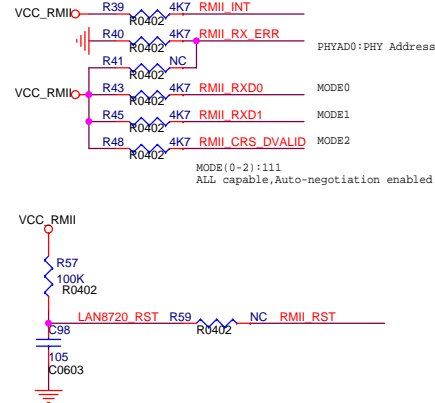 VCC_RMII R39 4K7 RMII_INT
R0402
R40 4K7 RMII_RX_ERR
R0402
PHYAD0:PHY Address
R41 NC
R0402
VCC_RMII R43 4K7 RMII_RXD0 MODE0
R0402
R45 4K7 RMII_RXD1 MODE1
R0402
R48 4K7 RMII_CRS_DVALID MODE2
R0402
MODE(0-2):111
ALL capable,Auto-negotiation enabled
VCC_RMII
R57
100K
R0402
LAN8720_RST R59 NC RMII_RST
R0402
C98
105
C0603